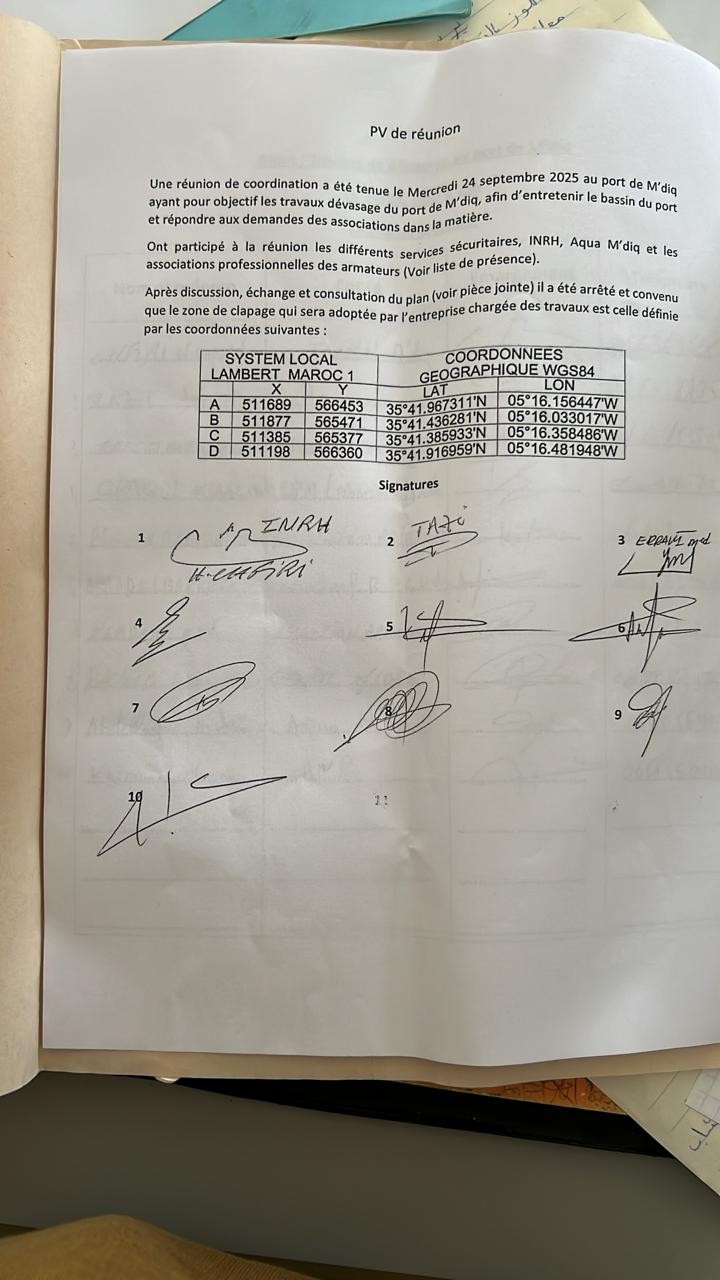 PV de réunion
Une réunion de coordination a été tenue le Mercredi 24 septembre 2025 au port de M'diq
ayant pour objectif les travaux dévasage du port de M'diq, afin d'entretenir le bassin du port
et répondre aux demandes des associations dans la matière.
Ont participé à la réunion les différents services sécuritaires, INRH, Aqua M'diq et les
associations professionnelles des armateurs (Voir liste de présence).
Après discussion, échange et consultation du plan (voir pièce jointe) il a été arrêté et convenu
que le zone de clapage qui sera adoptée par l'entreprise chargée des travaux est celle définie
par les coordonnées suivantes :
SYSTEM LOCAL COORDONNEES
LAMBERT MAROC 1 GEOGRAPHIQUE WGS84
X Y LAT LON
A 511689 566453 35°41.967311'N 05°16.156447'W
B 511877 565471 35°41.436281'N 05°16.033017'W
C 511385 565377 35°41.385933'N 05°16.358486'W
D 511198 566360 35°41.916959'N 05°16.481948'W
Signatures
1 INRH 2 3
4 5 6
7 8 9
10 11